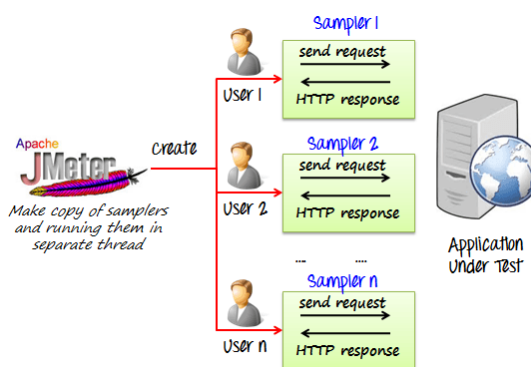 Apache
JMeter
Make copy of samplers
and running them in
separate thread
create
User 1
Sampler 1
send request
HTTP response
User 2
Sampler 2
send request
HTTP response
.... ....
User n
Sampler n
send request
HTTP response
Application
Under Test